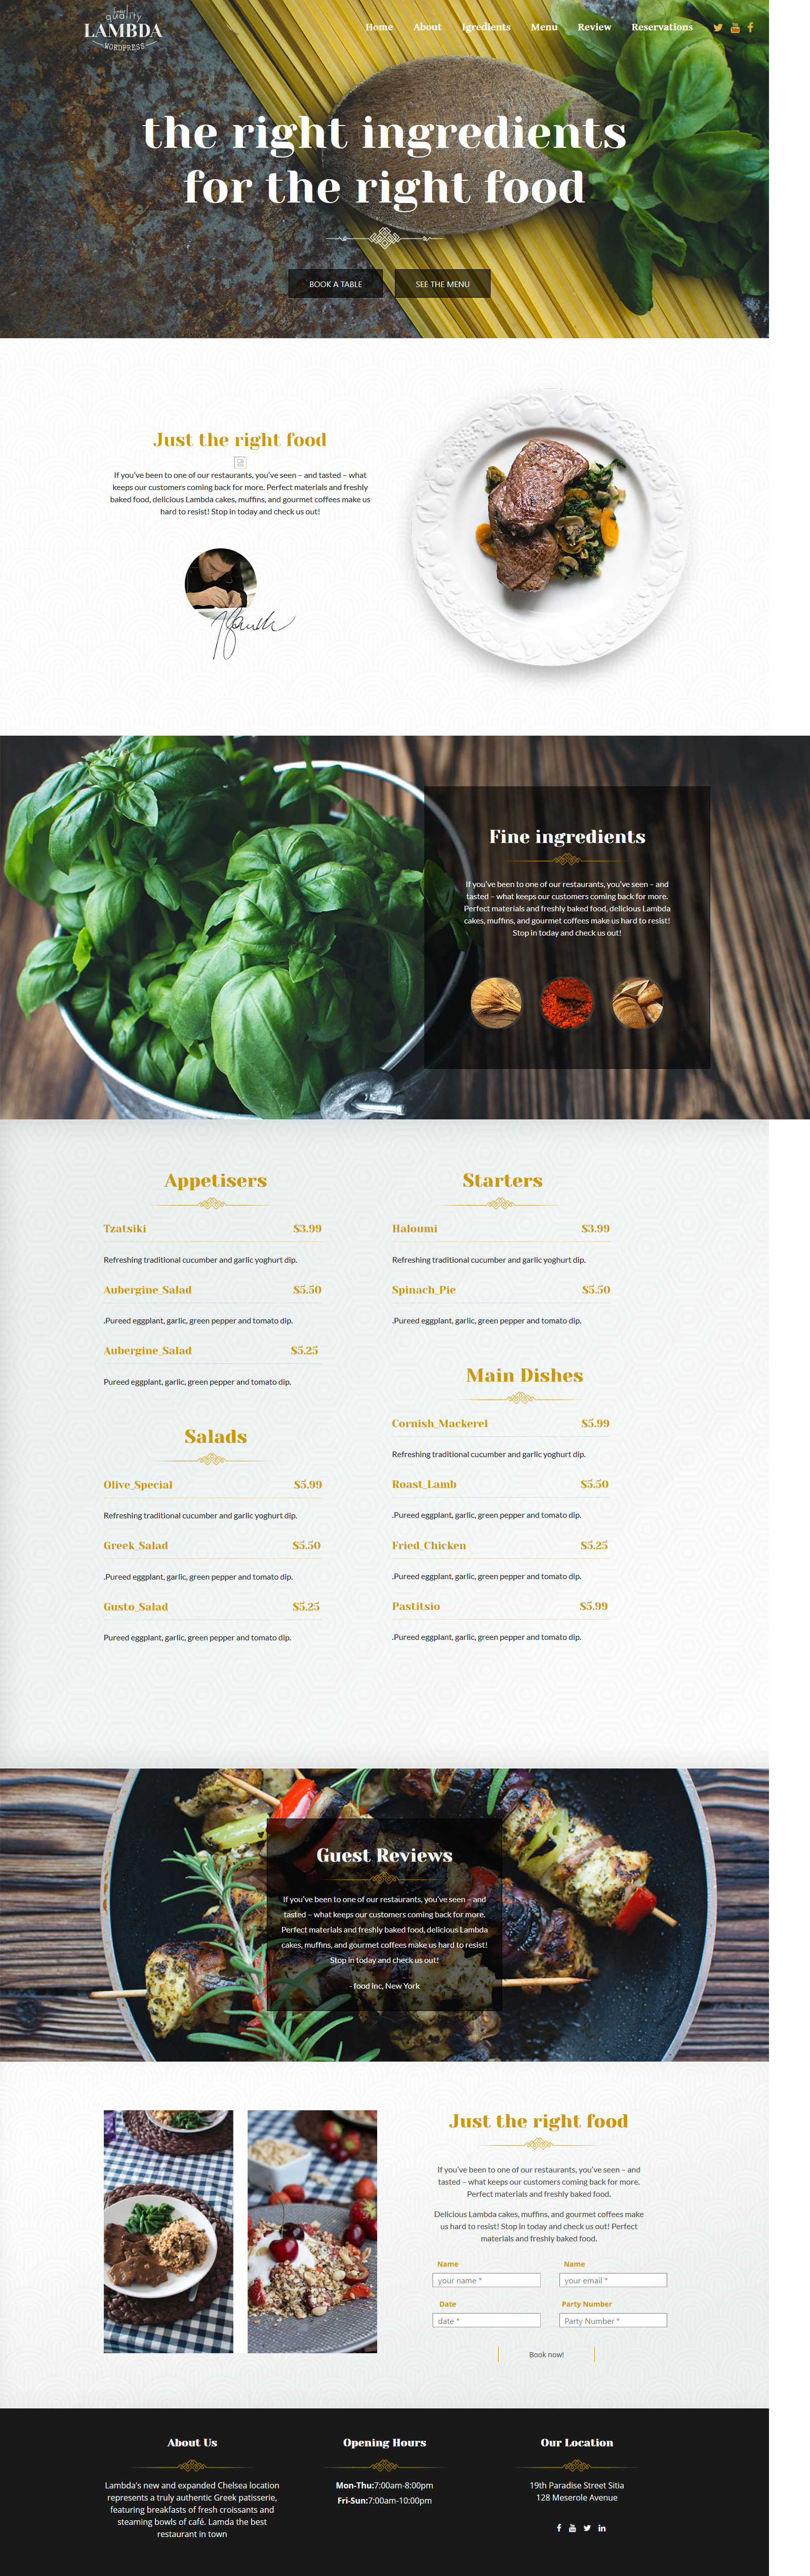 quality
LAMBDA
WORDPRESS
Home About Igredients Menu Review Reservations
the right ingredients
for the right food
BOOK A TABLE SEE THE MENU
Just the right food
If you've been to one of our restaurants, you've seen – and tasted – what
keeps our customers coming back for more. Perfect materials and freshly
baked food, delicious Lambda cakes, muffins, and gourmet coffees make us
hard to resist! Stop in today and check us out!
Fine ingredients
If you've been to one of our restaurants, you've seen – and
tasted – what keeps our customers coming back for more.
Perfect materials and freshly baked food, delicious Lambda
cakes, muffins, and gourmet coffees make us hard to resist!
Stop in today and check us out!
Appetisers
Tzatsiki $3.99
Refreshing traditional cucumber and garlic yoghurt dip.
Aubergine_Salad $5.50
.Pureed eggplant, garlic, green pepper and tomato dip.
Aubergine_Salad $5.25
Pureed eggplant, garlic, green pepper and tomato dip.
Salads
Olive_Special $5.99
Refreshing traditional cucumber and garlic yoghurt dip.
Greek_Salad $5.50
.Pureed eggplant, garlic, green pepper and tomato dip.
Gusto_Salad $5.25
Pureed eggplant, garlic, green pepper and tomato dip.
Starters
Haloumi $3.99
Refreshing traditional cucumber and garlic yoghurt dip.
Spinach_Pie $5.50
.Pureed eggplant, garlic, green pepper and tomato dip.
Main Dishes
Cornish_Mackerel $5.99
Refreshing traditional cucumber and garlic yoghurt dip.
Roast_Lamb $5.50
.Pureed eggplant, garlic, green pepper and tomato dip.
Fried_Chicken $5.25
.Pureed eggplant, garlic, green pepper and tomato dip.
Pastitsio $5.99
.Pureed eggplant, garlic, green pepper and tomato dip.
Guest Reviews
If you've been to one of our restaurants, you've seen – and
tasted – what keeps our customers coming back for more.
Perfect materials and freshly baked food, delicious Lambda
cakes, muffins, and gourmet coffees make us hard to resist!
Stop in today and check us out!
- food inc, New York
Just the right food
If you've been to one of our restaurants, you've seen – and
tasted – what keeps our customers coming back for more.
Perfect materials and freshly baked food.
Delicious Lambda cakes, muffins, and gourmet coffees make
us hard to resist! Stop in today and check us out! Perfect
materials and freshly baked food.
Name Name
your name * your email *
Date Party Number
date * Party Number *
Book now!
About Us
Lambda's new and expanded Chelsea location
represents a truly authentic Greek patisserie,
featuring breakfasts of fresh croissants and
steaming bowls of café. Lamda the best
restaurant in town
Opening Hours
Mon-Thu:7:00am-8:00pm
Fri-Sun:7:00am-10:00pm
Our Location
19th Paradise Street Sitia
128 Meserole Avenue